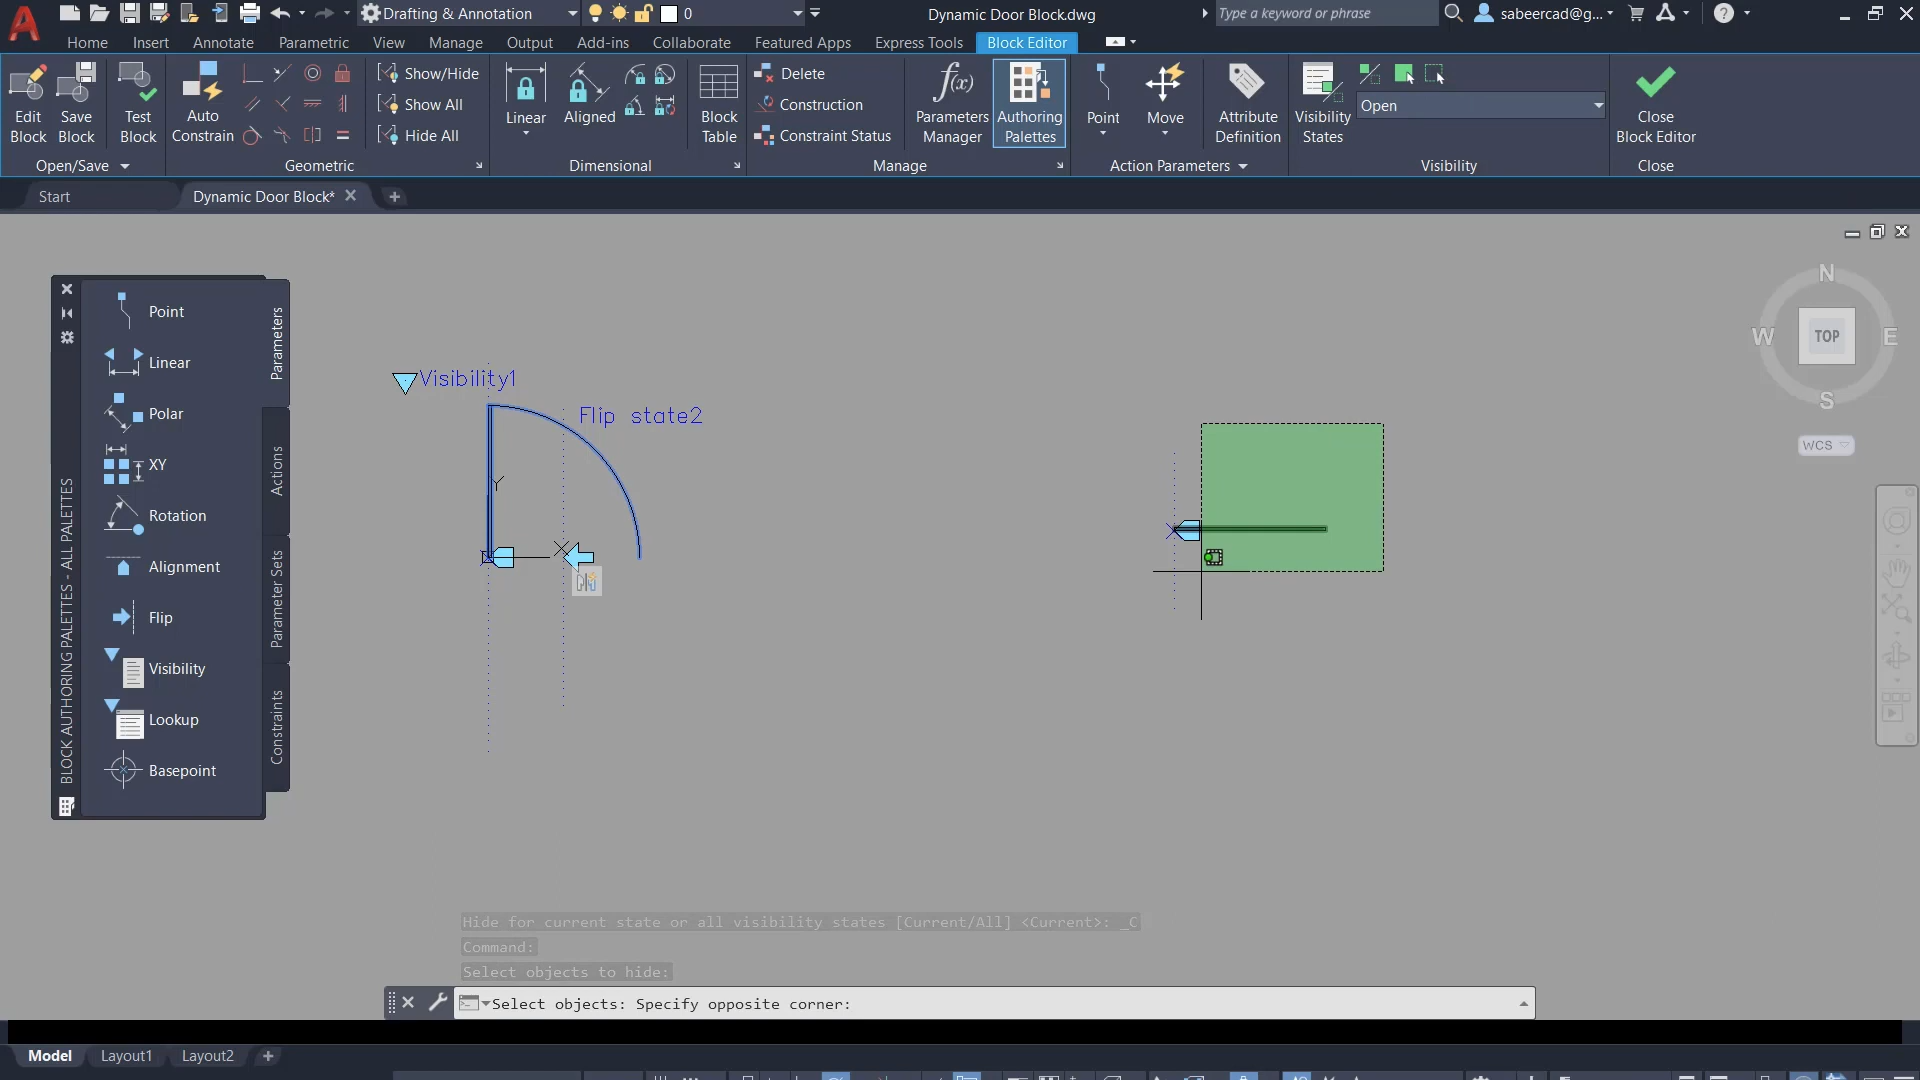 Drafting & Annotation
0
Dynamic Door Block.dwg
Type a keyword or phrase
sabeercad@g...
Home
Insert
Annotate
Parametric
View
Manage
Output
Add-ins
Collaborate
Featured Apps
Express Tools
Block Editor
Edit
Block
Save
Block
Test
Block
Auto
Constrain
Show/Hide
Show All
Hide All
Linear
Aligned
Block
Table
Delete
Construction
Constraint Status
Parameters
Manager
Authoring
Palettes
Point
Move
Attribute
Definition
Visibility
States
Open
Close
Block Editor
Open/Save
Geometric
Dimensional
Manage
Action Parameters
Visibility
Close
Start
Dynamic Door Block*
Point
Linear
Polar
XY
Rotation
Alignment
Flip
Visibility
Lookup
Basepoint
Parameters
Actions
Parameter Sets
Constraints
BLOCK AUTHORING PALETTES - ALL PALETTES
Visibility1
Flip state2
Y
N
W
TOP
E
S
WCS
Hide for current state or all visibility states [Current/All] <Current>: _C
Command:
Select objects to hide:
Select objects: Specify opposite corner:
Model
Layout1
Layout2